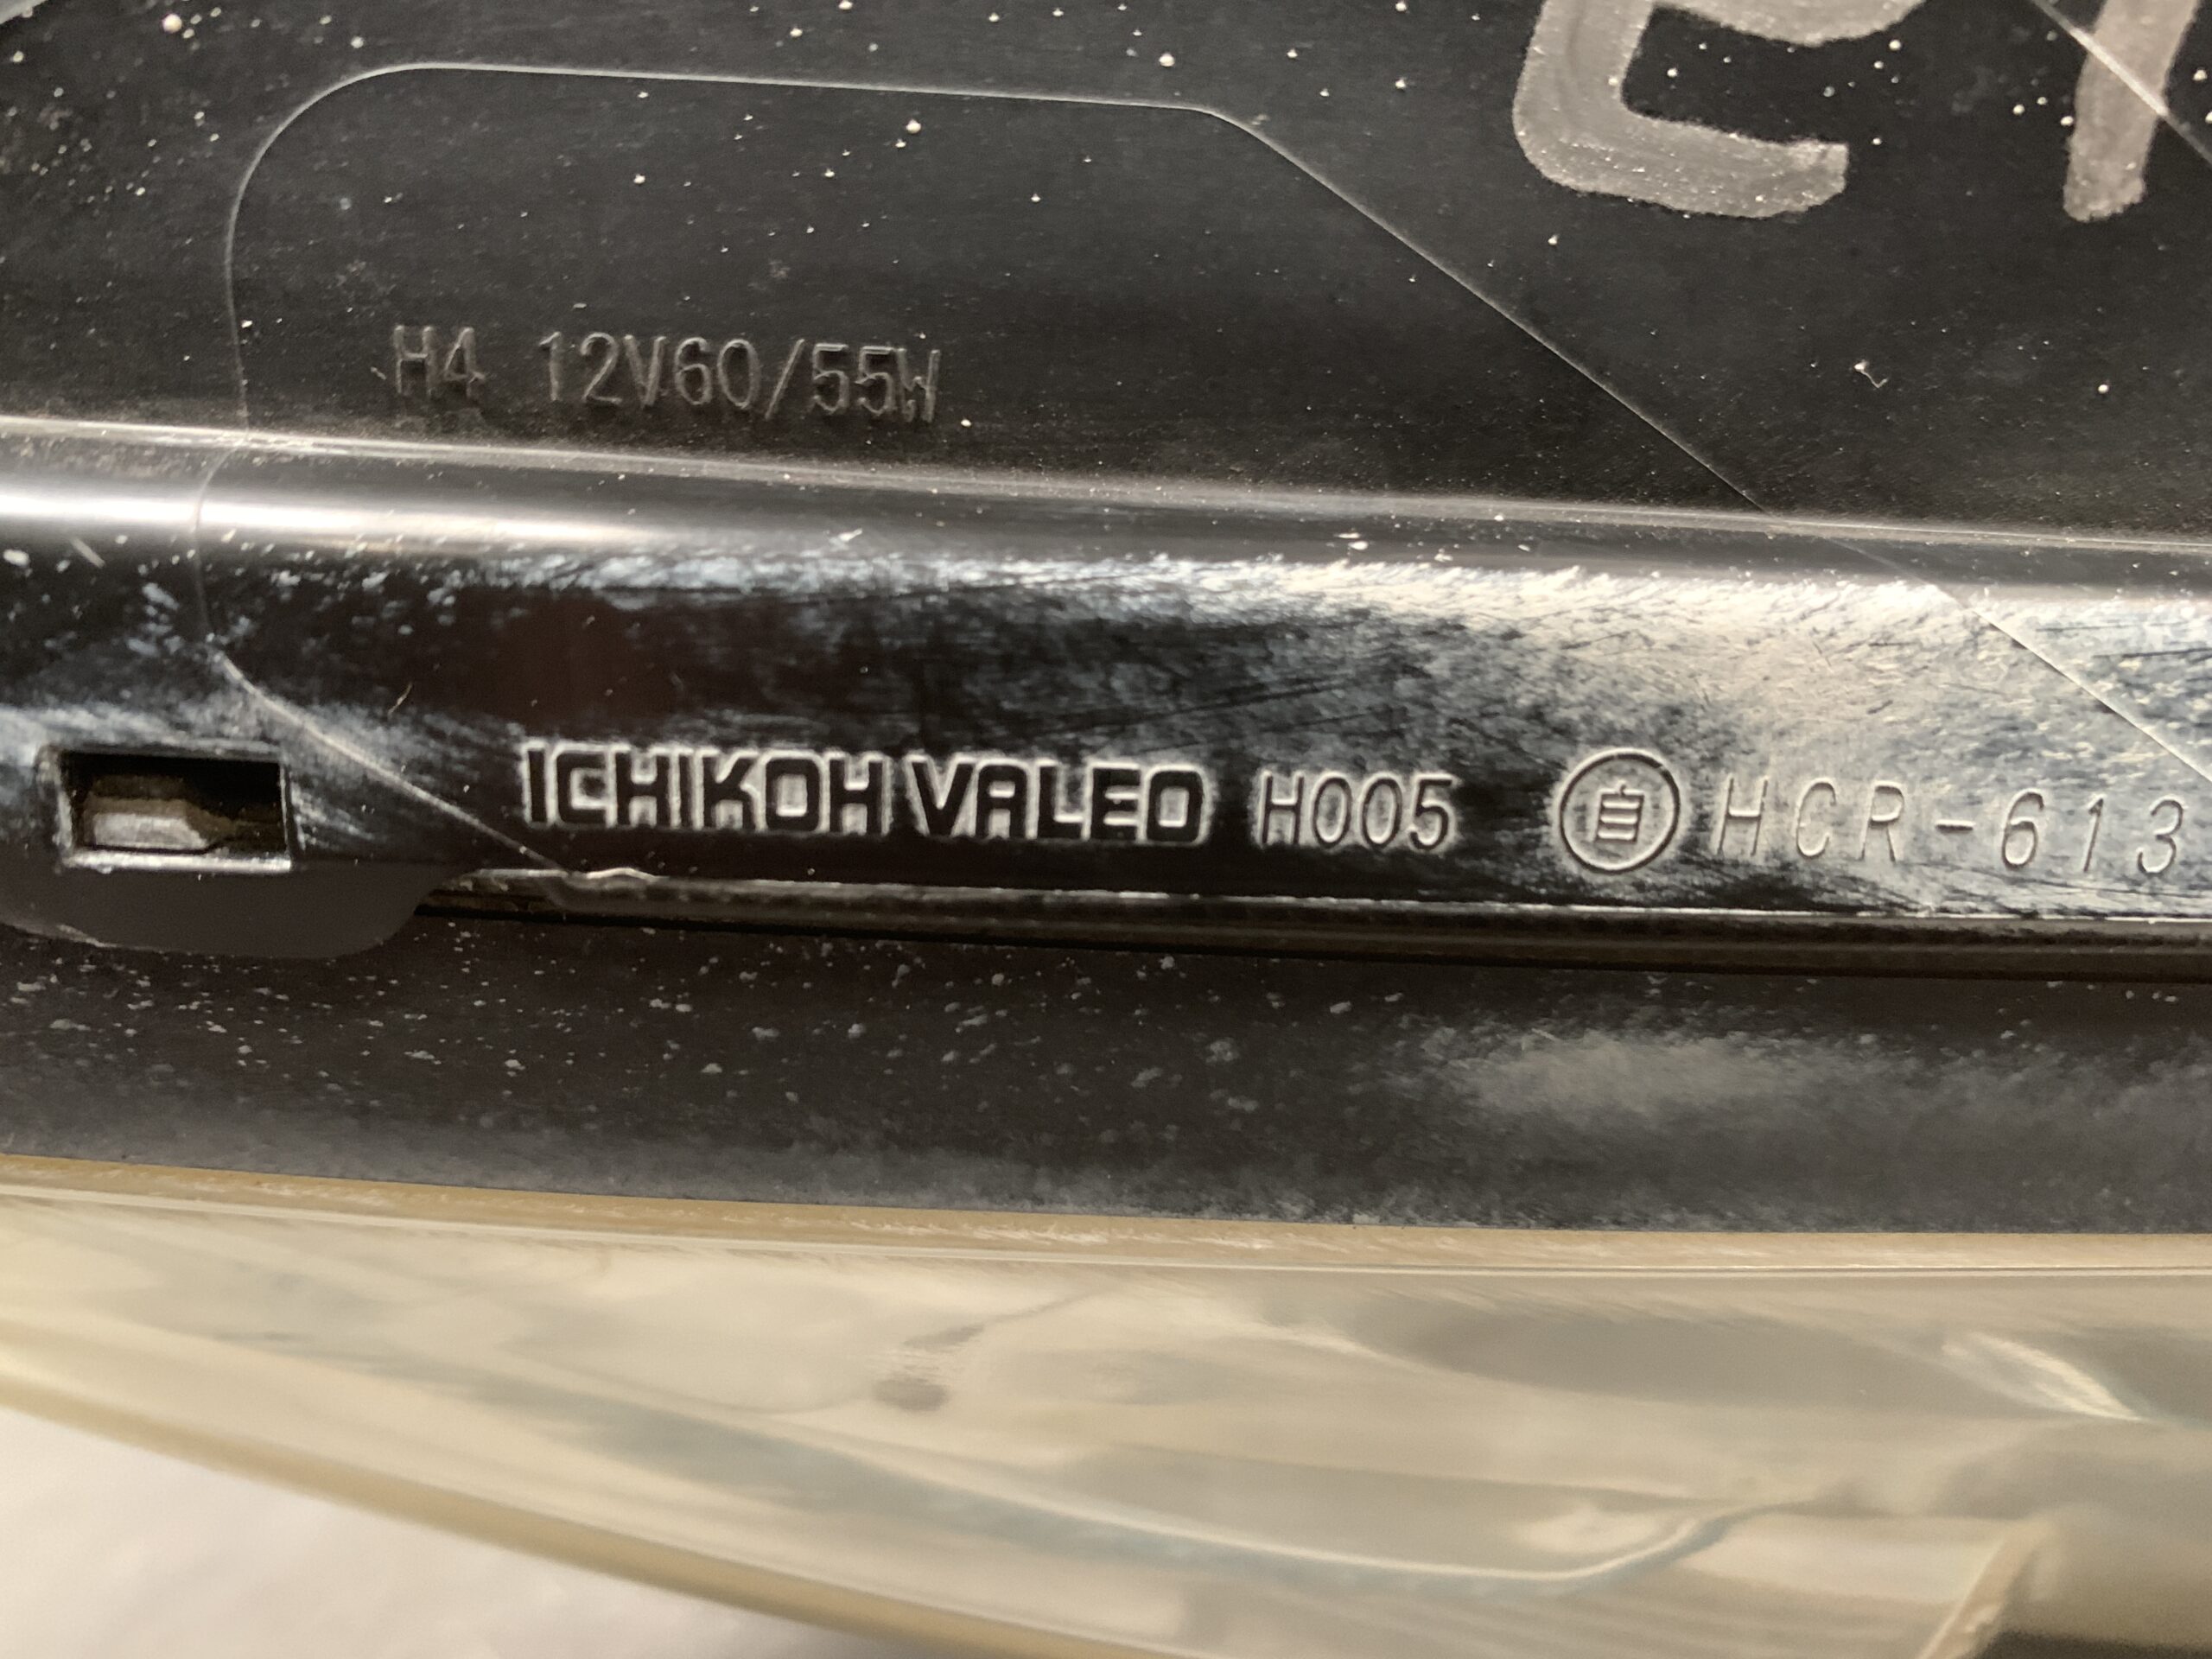 H4 12V60/55W
ICHIKOH VALEO H005 自 HCR-613